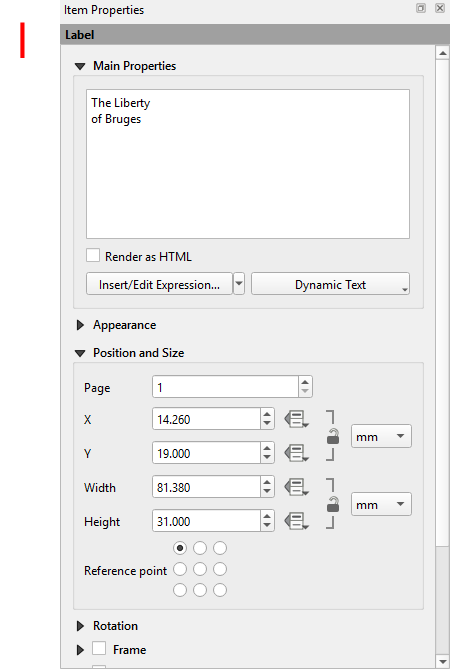 Item Properties
Label
Main Properties
The Liberty
of Bruges
Render as HTML
Insert/Edit Expression...
Dynamic Text
Appearance
Position and Size
Page 1
X 14.260
mm
Y 19.000
Width 81.380
mm
Height 31.000
Reference point
Rotation
Frame